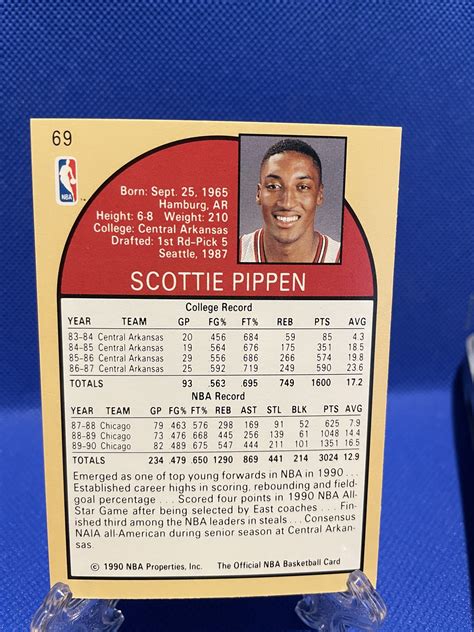 69
NBA
Born: Sept. 25, 1965
Hamburg, AR
Height: 6-8 Weight: 210
College: Central Arkansas
Drafted: 1st Rd-Pick 5
Seattle, 1987
SCOTTIE PIPPEN
College Record
YEAR TEAM GP FG% FT% REB PTS AVG
83-84 Central Arkansas 20 .456 .684 59 85 4.3
84-85 Central Arkansas 19 .564 .676 175 351 18.5
85-86 Central Arkansas 29 .556 .686 266 574 19.8
86-87 Central Arkansas 25 .592 .719 249 590 23.6
TOTALS 93 .563 .695 749 1600 17.2
NBA Record
YEAR TEAM GP FG% FT% REB AST STL BLK PTS AVG
87-88 Chicago 79 .463 .576 298 169 91 52 625 7.9
88-89 Chicago 73 .476 .668 445 256 139 61 1048 14.4
89-90 Chicago 82 .489 .675 547 444 211 101 1351 16.5
TOTALS 234 .479 .650 1290 869 441 214 3024 12.9
Emerged as one of top young forwards in NBA in 1990 . . .
Established career highs in scoring, rebounding and field-
goal percentage . . . Scored four points in 1990 NBA All-
Star Game after being selected by East coaches . . . Fin-
ished third among the NBA leaders in steals . . . Consensus
NAIA all-American during senior season at Central Arkan-
sas.
© 1990 NBA Properties, Inc. The Official NBA Basketball Card